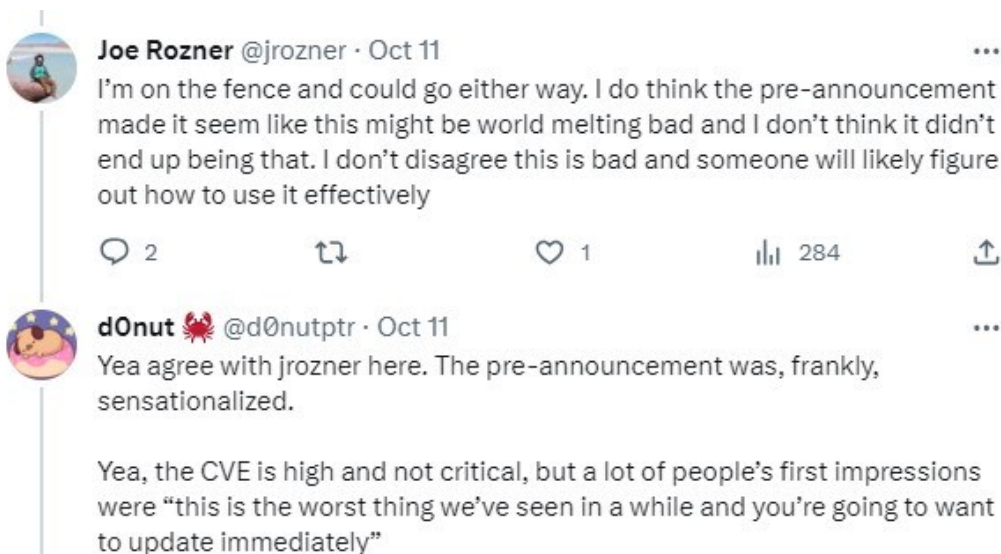 Joe Rozner @jrozner · Oct 11
I’m on the fence and could go either way. I do think the pre-announcement
made it seem like this might be world melting bad and I don’t think it didn’t
end up being that. I don’t disagree this is bad and someone will likely figure
out how to use it effectively
2 1 284
d0nut 🦀 @d0nutptr · Oct 11
Yea agree with jrozner here. The pre-announcement was, frankly,
sensationalized.
Yea, the CVE is high and not critical, but a lot of people’s first impressions
were “this is the worst thing we’ve seen in a while and you’re going to want
to update immediately”